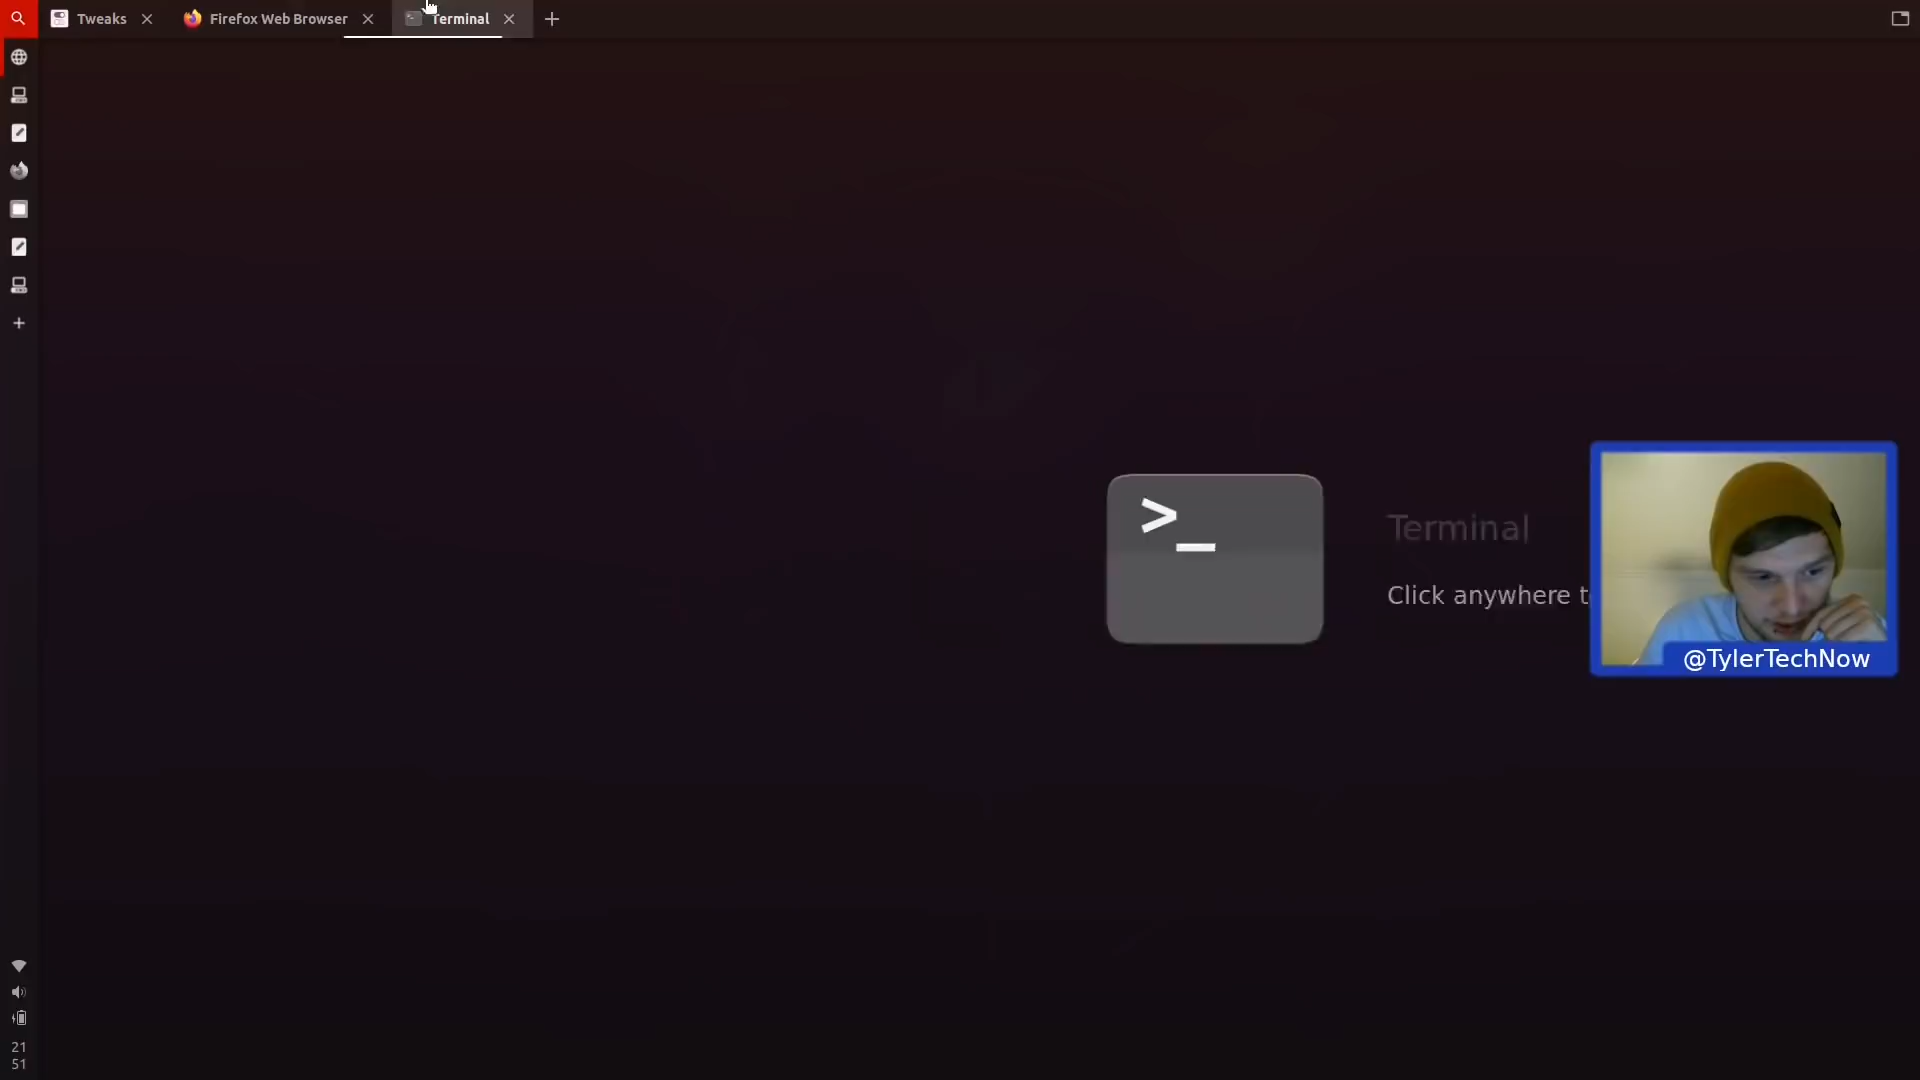 Tweaks
Firefox Web Browser
Terminal
>_
Terminal
Click anywhere
@TylerTechNow
21
51